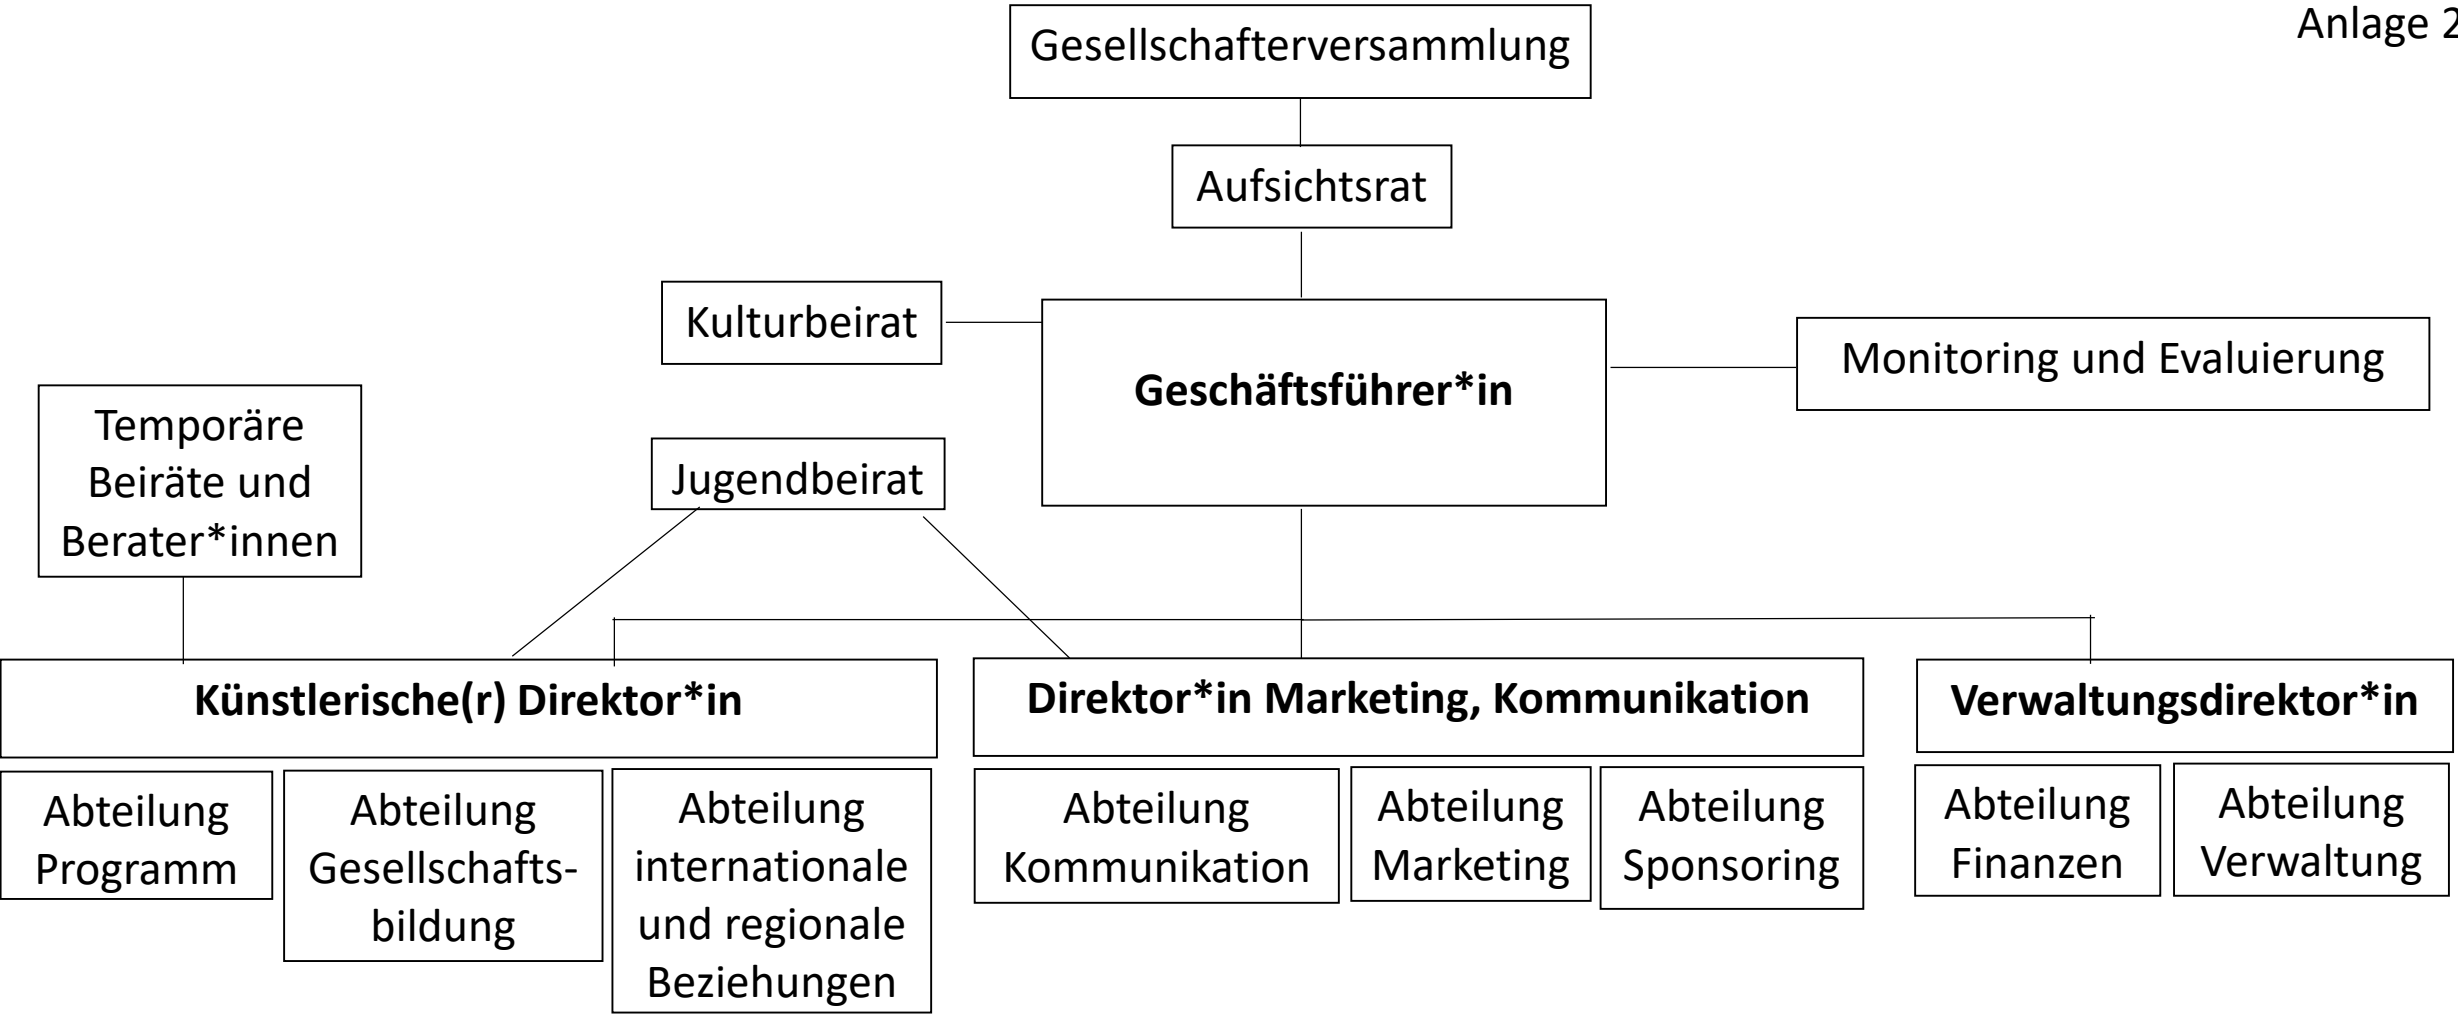 Anlage 2
Gesellschafterversammlung
Aufsichtsrat
Kulturbeirat
Geschäftsführer*in
Monitoring und Evaluierung
Temporäre
Beiräte und
Berater*innen
Jugendbeirat
Künstlerische(r) Direktor*in
Direktor*in Marketing, Kommunikation
Verwaltungsdirektor*in
Abteilung
Programm
Abteilung
Gesellschafts-
bildung
Abteilung
internationale
und regionale
Beziehungen
Abteilung
Kommunikation
Abteilung
Marketing
Abteilung
Sponsoring
Abteilung
Finanzen
Abteilung
Verwaltung